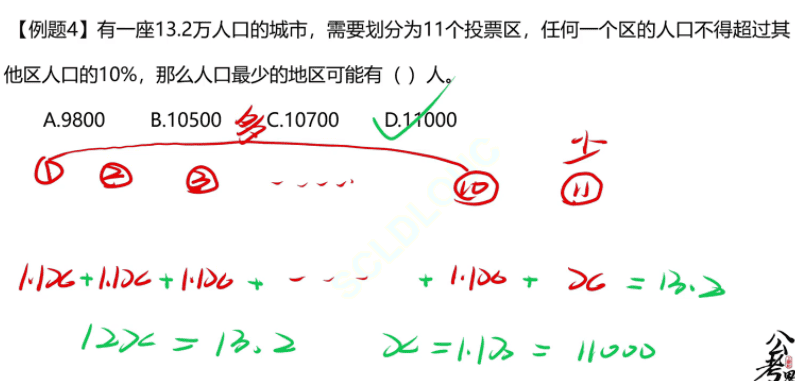 【例题4】有一座13.2万人口的城市，需要划分为11个投票区，任何一个区的人口不得超过其
他区人口的10%，那么人口最少的地区可能有（ ）人。
A.9800 B.10500 C.10700 D.11000
多
少
① ② ③ ---- ⑩ ⑪
1.1x+1.1x+1.1x + --- + 1.1x + x = 13.2
12x = 13.2 x = 1.1万 = 11000
SCLDLCLC
公考